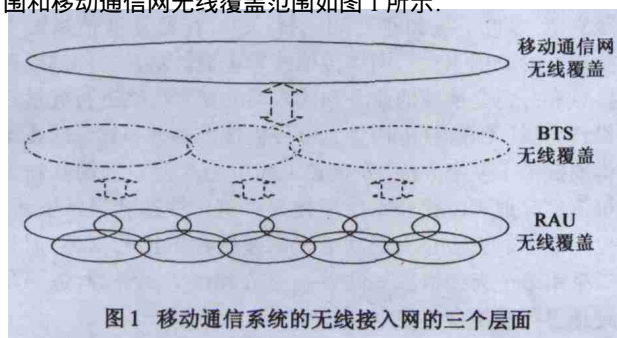 围和移动通信网无线覆盖范围如图1所示.
移动通信网
无线覆盖
BTS
无线覆盖
RAU
无线覆盖
图1 移动通信系统的无线接入网的三个层面